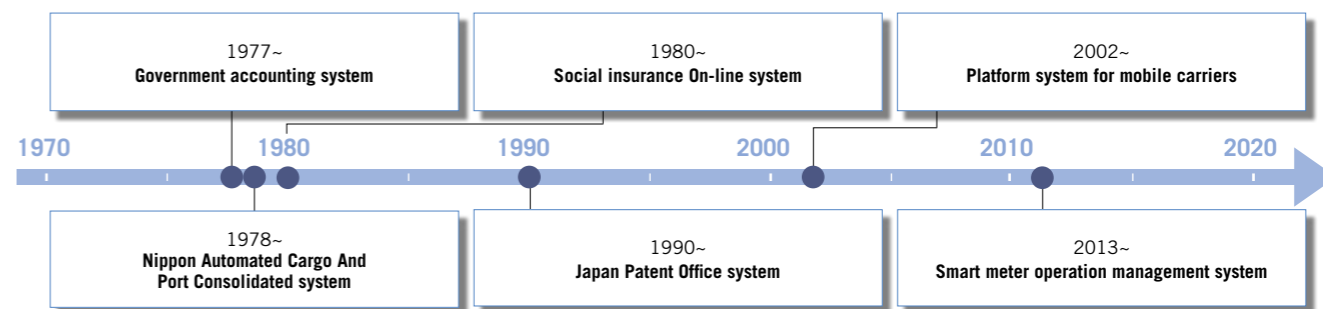 1977~
Government accounting system
1980~
Social insurance On-line system
2002~
Platform system for mobile carriers
1970
1980
1990
2000
2010
2020
1978~
Nippon Automated Cargo And
Port Consolidated system
1990~
Japan Patent Office system
2013~
Smart meter operation management system